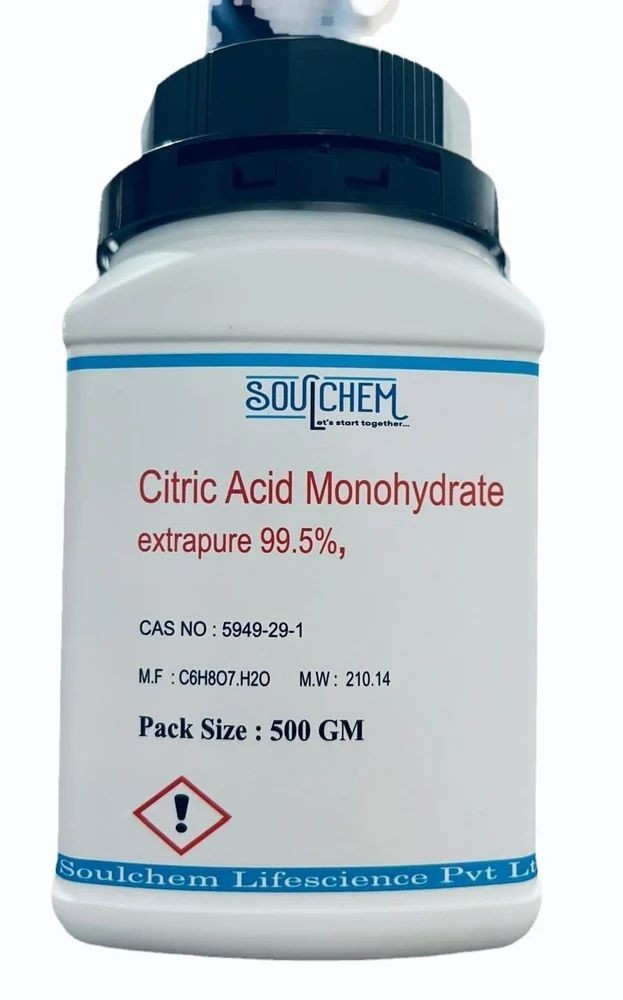 SOULCHEM
Let's start together...
Citric Acid Monohydrate
extrapure 99.5%,
CAS NO : 5949-29-1
M.F : C6H8O7.H2O M.W : 210.14
Pack Size : 500 GM
Soulchem Lifescience Pvt Lt